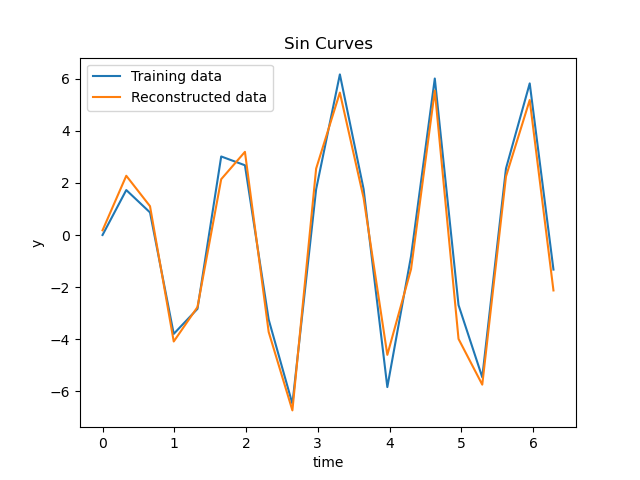 Sin Curves
Training data
Reconstructed data
y
6
4
2
0
−2
−4
−6
0 1 2 3 4 5 6
time